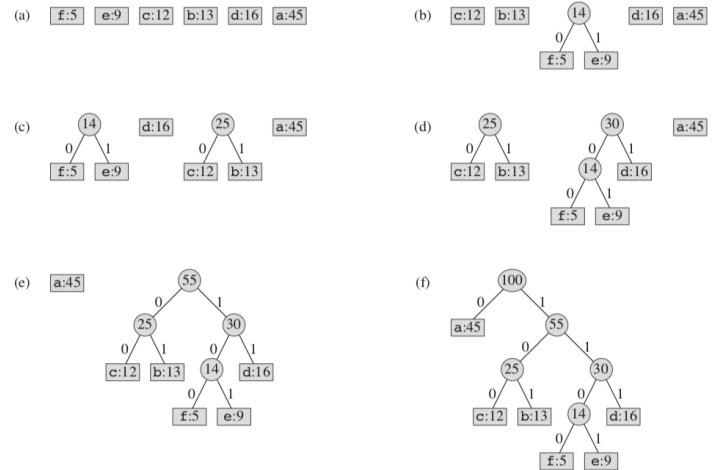 (a) f:5 e:9 c:12 b:13 d:16 a:45
(b) c:12 b:13 14 d:16 a:45
0 1
f:5 e:9
(c) 14 d:16 25 a:45
0 1 0 1
f:5 e:9 c:12 b:13
(d) 25 30 a:45
0 1 0 1
c:12 b:13 14 d:16
0 1
f:5 e:9
(e) a:45 55
0 1
25 30
0 1 0 1
c:12 b:13 14 d:16
0 1
f:5 e:9
(f) 100
0 1
a:45 55
0 1
25 30
0 1 0 1
c:12 b:13 14 d:16
0 1
f:5 e:9